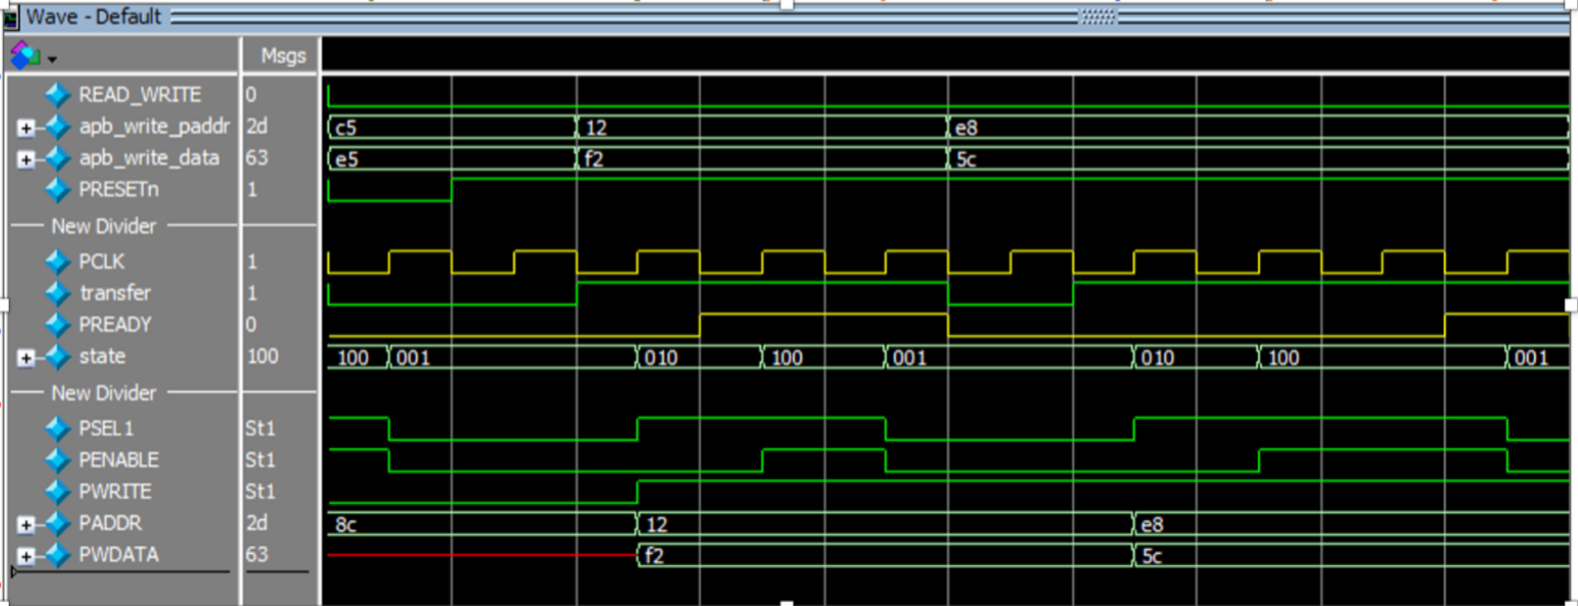 Wave - Default
Msgs
READ_WRITE 0
apb_write_paddr 2d c5 12 e8
apb_write_data 63 e5 f2 5c
PRESETn 1
New Divider
PCLK 1
transfer 1
PREADY 0
state 100 100 001 010 100 001 010 100 001
New Divider
PSEL1 St1
PENABLE St1
PWRITE St1
PADDR 2d 8c 12 e8
PWDATA 63 f2 5c